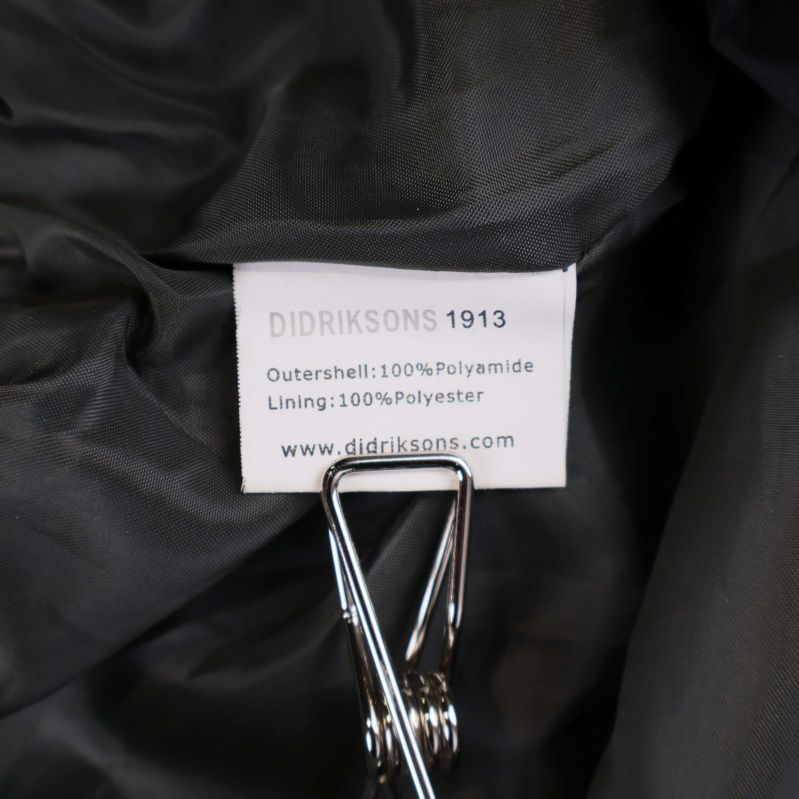 DIDRIKSONS 1913
Outershell:100%Polyamide
Lining:100%Polyester
www.didriksons.com